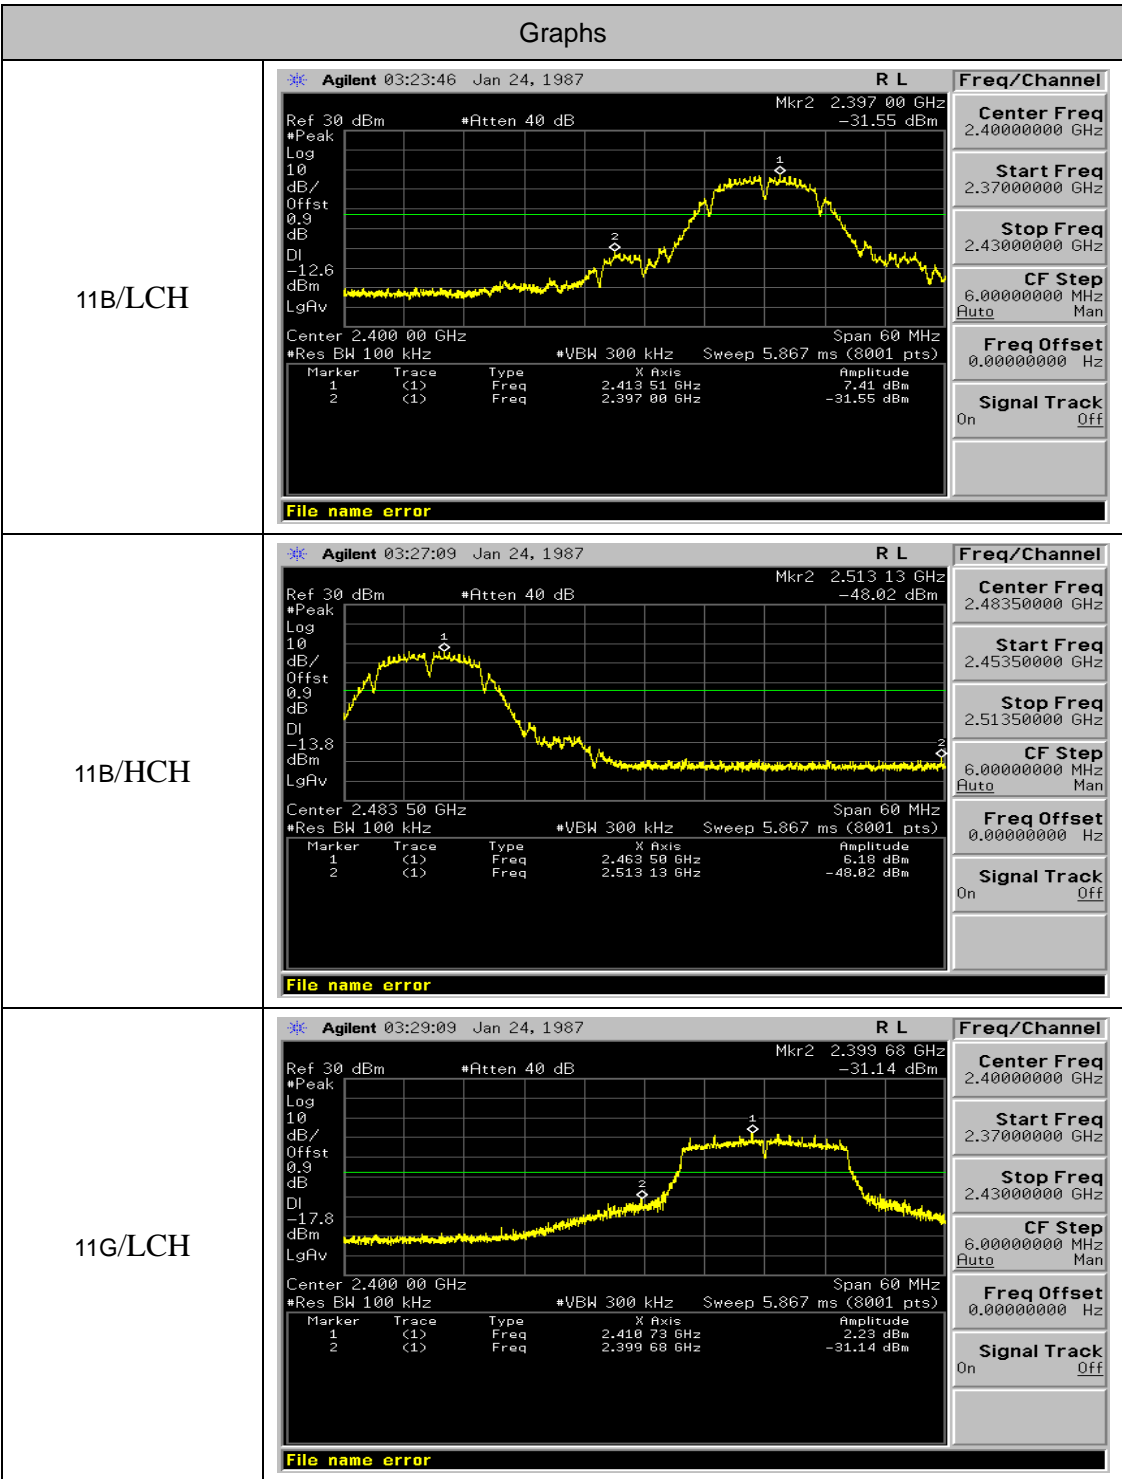 Graphs
11B/LCH
Agilent 03:23:46 Jan 24, 1987 R L Freq/Channel
Mkr2 2.397 00 GHz
Ref 30 dBm #Atten 40 dB -31.55 dBm
#Peak
Log
10
dB/
Offst
0.9
dB
DI
-12.6
dBm
LgAv
1
2
Center 2.400 00 GHz Span 60 MHz
#Res BW 100 kHz #VBW 300 kHz Sweep 5.867 ms (8001 pts)
Marker Trace Type X Axis Amplitude
1 (1) Freq 2.413 51 GHz 7.41 dBm
2 (1) Freq 2.397 00 GHz -31.55 dBm
File name error
Center Freq
2.40000000 GHz
Start Freq
2.37000000 GHz
Stop Freq
2.43000000 GHz
CF Step
6.00000000 MHz
Auto Man
Freq Offset
0.00000000 Hz
Signal Track
On Off
11B/HCH
Agilent 03:27:09 Jan 24, 1987 R L Freq/Channel
Mkr2 2.513 13 GHz
Ref 30 dBm #Atten 40 dB -48.02 dBm
#Peak
Log
10
dB/
Offst
0.9
dB
DI
-13.8
dBm
LgAv
1
2
Center 2.483 50 GHz Span 60 MHz
#Res BW 100 kHz #VBW 300 kHz Sweep 5.867 ms (8001 pts)
Marker Trace Type X Axis Amplitude
1 (1) Freq 2.463 50 GHz 6.18 dBm
2 (1) Freq 2.513 13 GHz -48.02 dBm
File name error
Center Freq
2.48350000 GHz
Start Freq
2.45350000 GHz
Stop Freq
2.51350000 GHz
CF Step
6.00000000 MHz
Auto Man
Freq Offset
0.00000000 Hz
Signal Track
On Off
11G/LCH
Agilent 03:29:09 Jan 24, 1987 R L Freq/Channel
Mkr2 2.399 68 GHz
Ref 30 dBm #Atten 40 dB -31.14 dBm
#Peak
Log
10
dB/
Offst
0.9
dB
DI
-17.8
dBm
LgAv
1
2
Center 2.400 00 GHz Span 60 MHz
#Res BW 100 kHz #VBW 300 kHz Sweep 5.867 ms (8001 pts)
Marker Trace Type X Axis Amplitude
1 (1) Freq 2.410 73 GHz 2.23 dBm
2 (1) Freq 2.399 68 GHz -31.14 dBm
File name error
Center Freq
2.40000000 GHz
Start Freq
2.37000000 GHz
Stop Freq
2.43000000 GHz
CF Step
6.00000000 MHz
Auto Man
Freq Offset
0.00000000 Hz
Signal Track
On Off